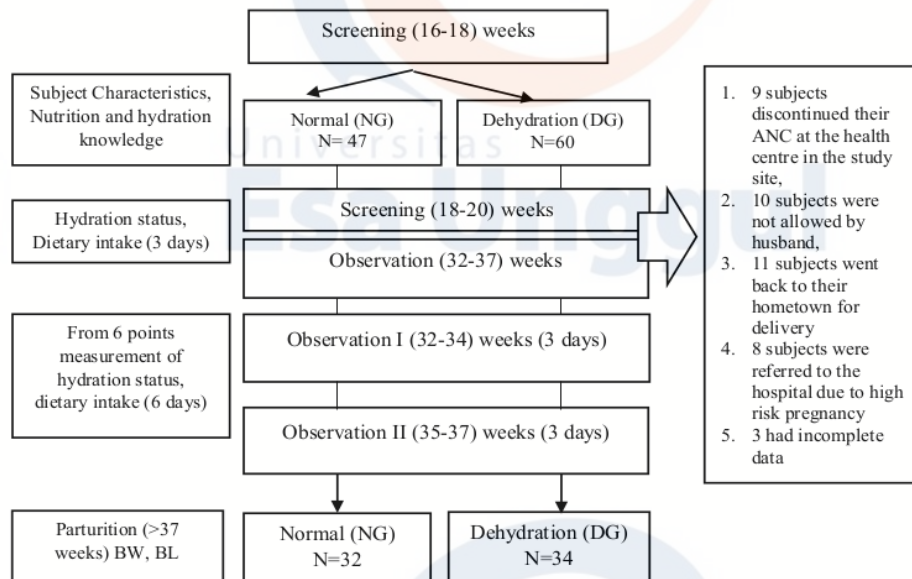 Screening (16-18) weeks
Subject Characteristics,
Nutrition and hydration
knowledge
Normal (NG)
N= 47
Dehydration (DG)
N=60
Universitas
Esa Unggul
Hydration status,
Dietary intake (3 days)
Screening (18-20) weeks
Observation (32-37) weeks
1. 9 subjects
discontinued their
ANC at the health
centre in the study
site,
2. 10 subjects were
not allowed by
husband,
3. 11 subjects went
back to their
hometown for
delivery
4. 8 subjects were
referred to the
hospital due to high
risk pregnancy
5. 3 had incomplete
data
From 6 points
measurement of
hydration status,
dietary intake (6 days)
Observation I (32-34) weeks (3 days)
Observation II (35-37) weeks (3 days)
Parturition (>37
weeks) BW, BL
Normal (NG)
N=32
Dehydration (DG)
N=34